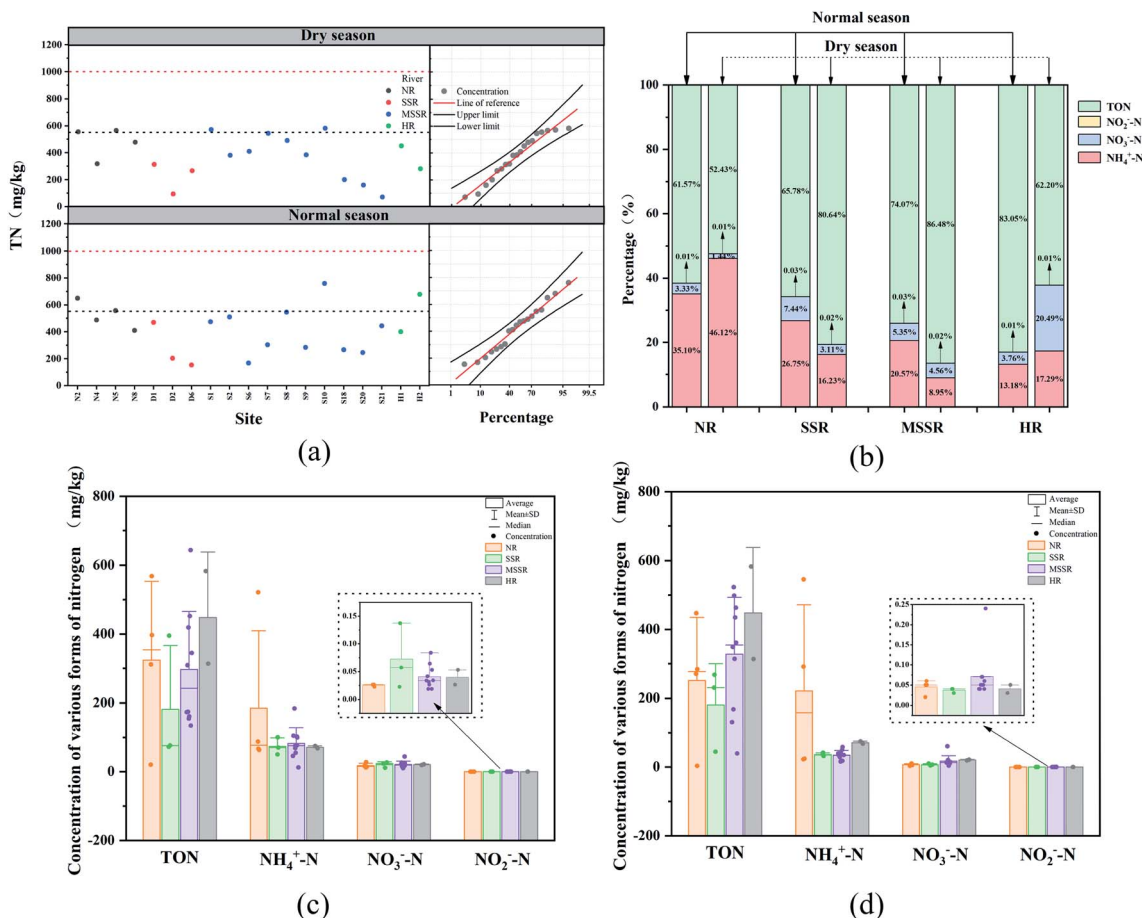 Dry season
1200
1000
800
600
400
200
0
River
NR
SSR
MSSR
HR
Concentration
Line of reference
Upper limit
Lower limit
TN（mg/kg）
Normal season
1200
1000
800
600
400
200
0
N2 N4 N5 N8 D1 D2 D6 S1 S2 S6 S7 S8 S9 S10 S18 S20 S21 H1 H2
1 10 40 70 95 99.5
Site
Percentage
(a)
Normal season
Dry season
Percentage（%）
100
80
60
40
20
0
TON
NO₂⁻-N
NO₃⁻-N
NH₄⁺-N
61.57% 52.43% 65.78% 80.64% 74.07% 86.48% 83.05% 62.20%
0.01% 0.01% 0.03% 0.02% 0.03% 0.02% 0.01% 0.01%
3.33% 1.44% 7.44% 3.11% 5.35% 4.56% 3.76% 20.49%
35.10% 46.12% 26.75% 16.23% 20.57% 8.95% 13.18% 17.29%
NR SSR MSSR HR
(b)
Concentration of various forms of nitrogen（mg/kg）
800
600
400
200
0
-200
Average
Mean±SD
Median
Concentration
NR
SSR
MSSR
HR
0.15
0.10
0.05
0.00
TON NH₄⁺-N NO₃⁻-N NO₂⁻-N
(c)
Concentration of various forms of nitrogen（mg/kg）
800
600
400
200
0
-200
Average
Mean±SD
Median
Concentration
NR
SSR
MSSR
HR
0.25
0.20
0.15
0.10
0.05
0.00
TON NH₄⁺-N NO₃⁻-N NO₂⁻-N
(d)